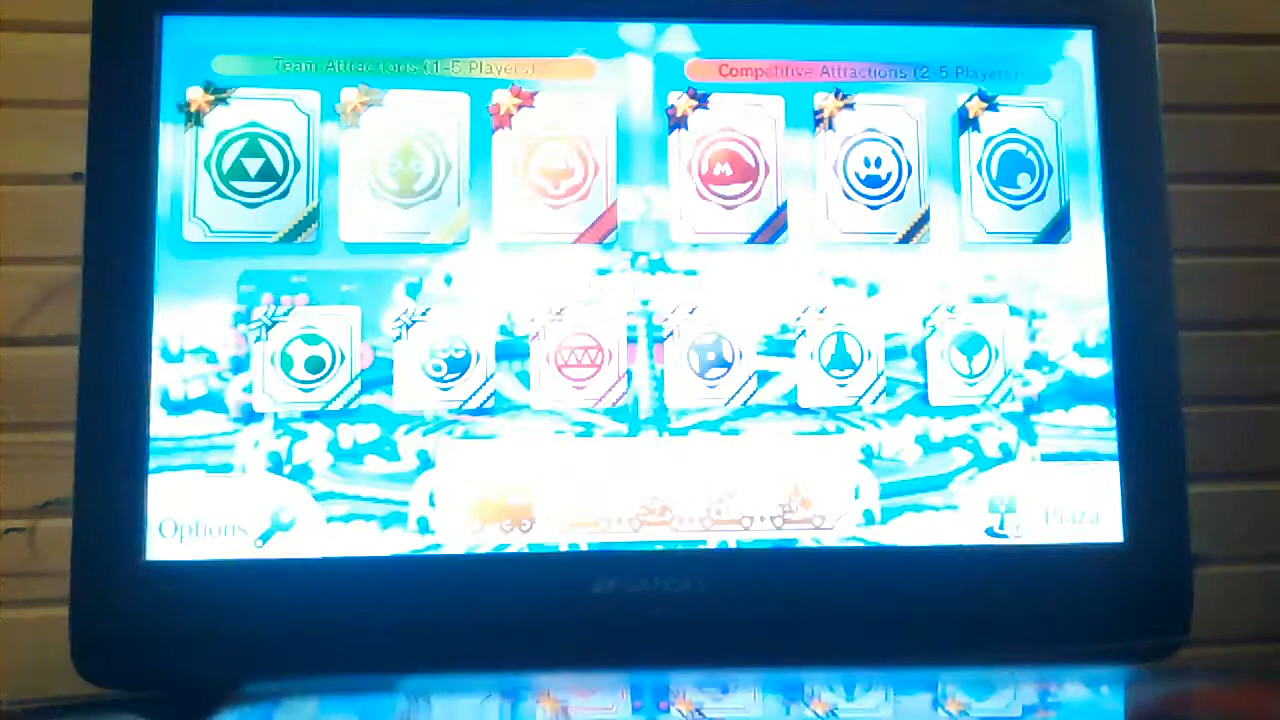 Team Attractions (1-5 Players)
Competitive Attractions (2-5 Players)
M
Options
Plaza